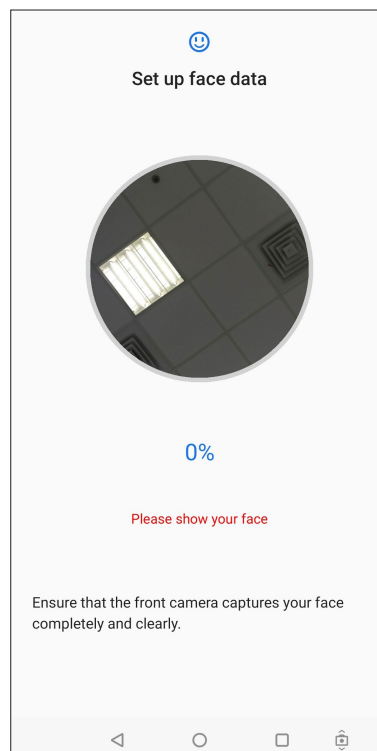 Set up face data
0%
Please show your face
Ensure that the front camera captures your face
completely and clearly.